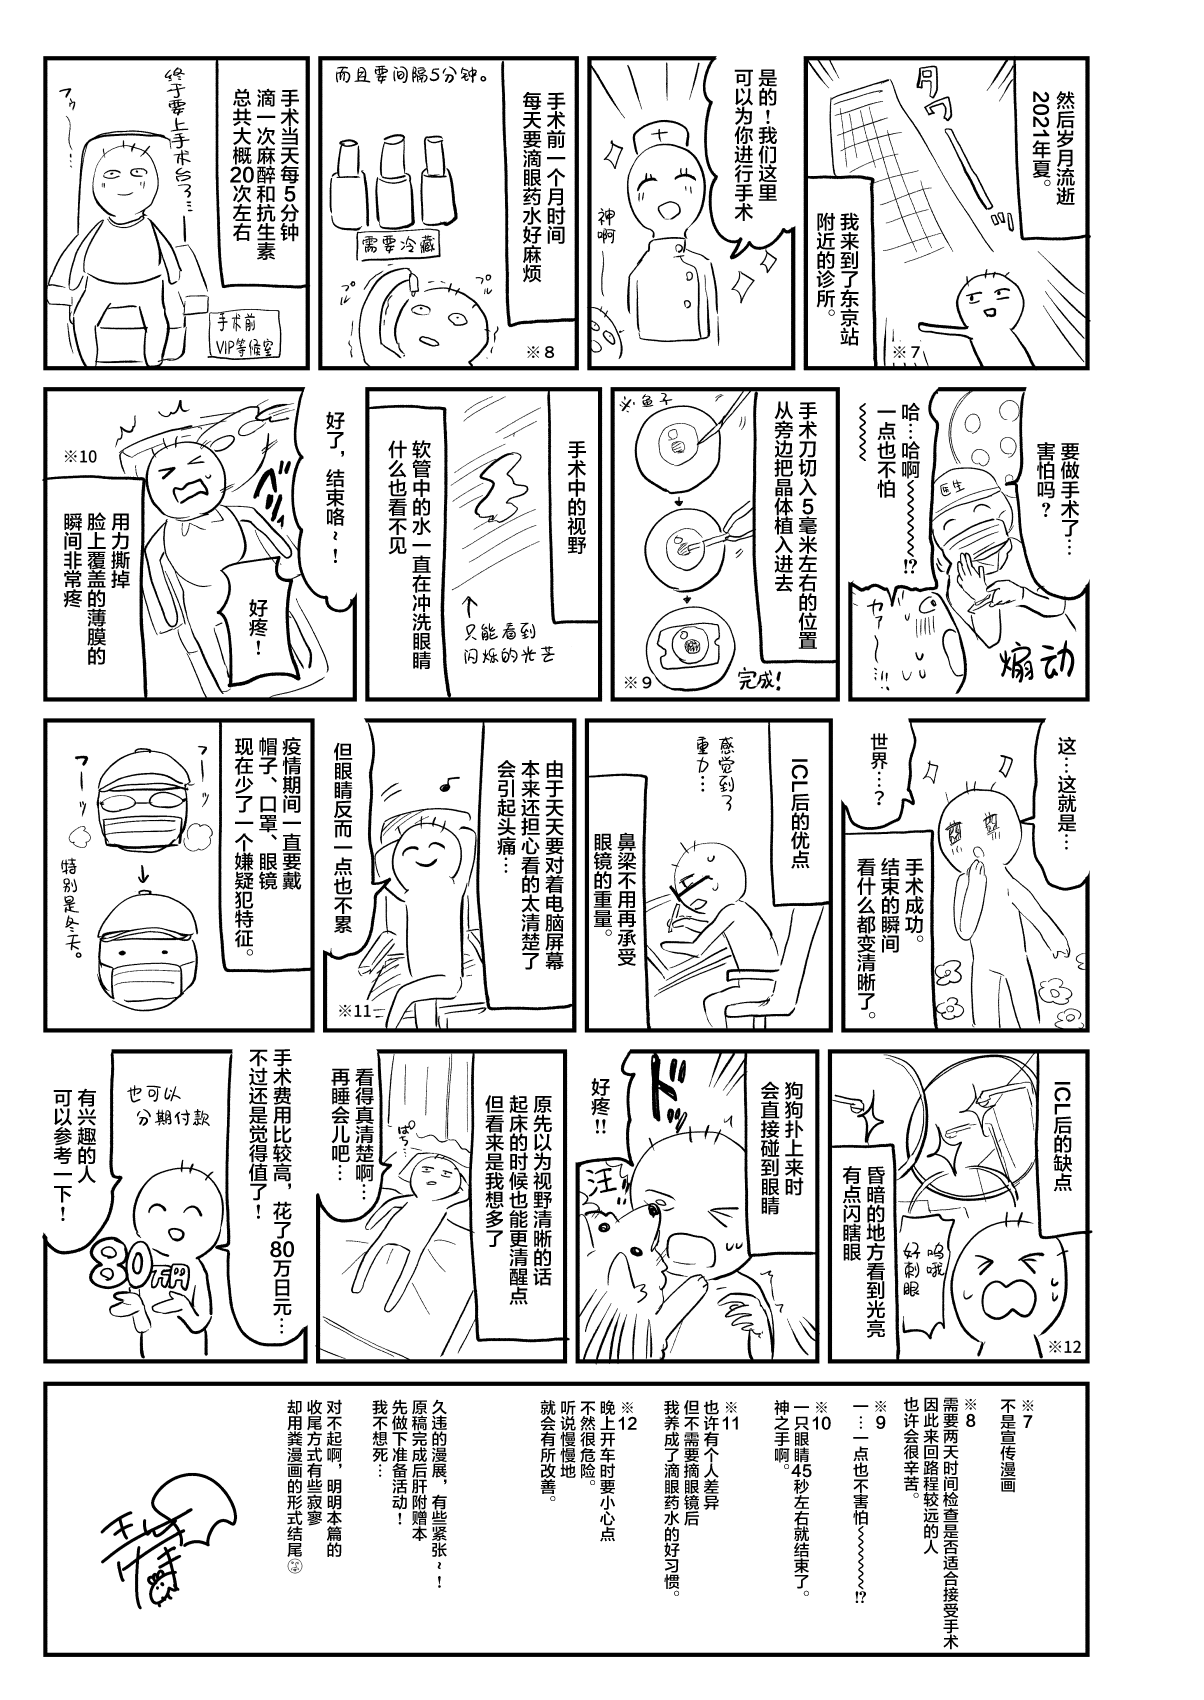 然后岁月流逝
2021年夏。
我来到了东京站
附近的诊所。
※7
是的！我们这里
可以为你进行手术
神啊
手术前一个月时间
每天要滴眼药水好麻烦
而且要间隔5分钟。
需要冷藏
※8
手术当天每5分钟
滴一次麻醉和抗生素
总共大概20次左右
终于要上手术台了…
フゥ……
手术前
VIP等候室
要做手术了…
害怕吗？
医生
哈…哈啊〰〰〰!?
一点也不怕
〰〰〰
煽动
手术刀切入5毫米左右的位置
从旁边把晶体植入进去
※鱼子
完成！
※9
手术中的视野
只能看到
闪烁的光芒
软管中的水一直在冲洗眼睛
什么也看不见
好了，结束咯~！
好疼！
※10
用力撕掉
脸上覆盖的薄膜的
瞬间非常疼
这…这就是…
世界…？
手术成功。
结束的瞬间
看什么都变清晰了。
ICL后的优点
感觉到了
重力…
鼻梁不用再承受
眼镜的重量。
由于天天要对着电脑屏幕
本来还担心看的太清楚了
会引起头痛…
但眼睛反而一点也不累
※11
疫情期间一直要戴
帽子、口罩、眼镜
现在少了一个嫌疑犯特征。
フーッ
フーッ
特别是冬天。
ICL后的缺点
昏暗的地方看到光亮
有点闪瞎眼
呜哦
好刺眼
※12
狗狗扑上来时
会直接碰到眼睛
ドドド
好疼!!
汪!!
原先以为视野清晰的话
起床的时候也能更清醒点
但看来是我想多了
ぱち…
看得真清楚啊…
再睡会儿吧…
手术费用比较高，花了80万日元…
不过还是觉得值了！
也可以
分期付款
80万円
有兴趣的人
可以参考一下！
※7
不是宣传漫画
※8
需要两天时间检查是否适合接受手术
因此来回路程较远的人
也许会很辛苦。
※9
一…一点也不害怕〰〰〰!?
※10
一只眼睛45秒左右就结束了。
神之手啊。
※11
也许有个人差异
但不需要摘眼镜后
我养成了滴眼药水的好习惯。
※12
晚上开车时要小心点
不然很危险。
听说慢慢地
就会有所改善。
久违的漫展，有些紧张~！
原稿完成后肝附赠本
先做下准备活动！
我不想死…
对不起啊，明明本篇的
收尾方式有些寂寥
却用粪漫画的形式结尾